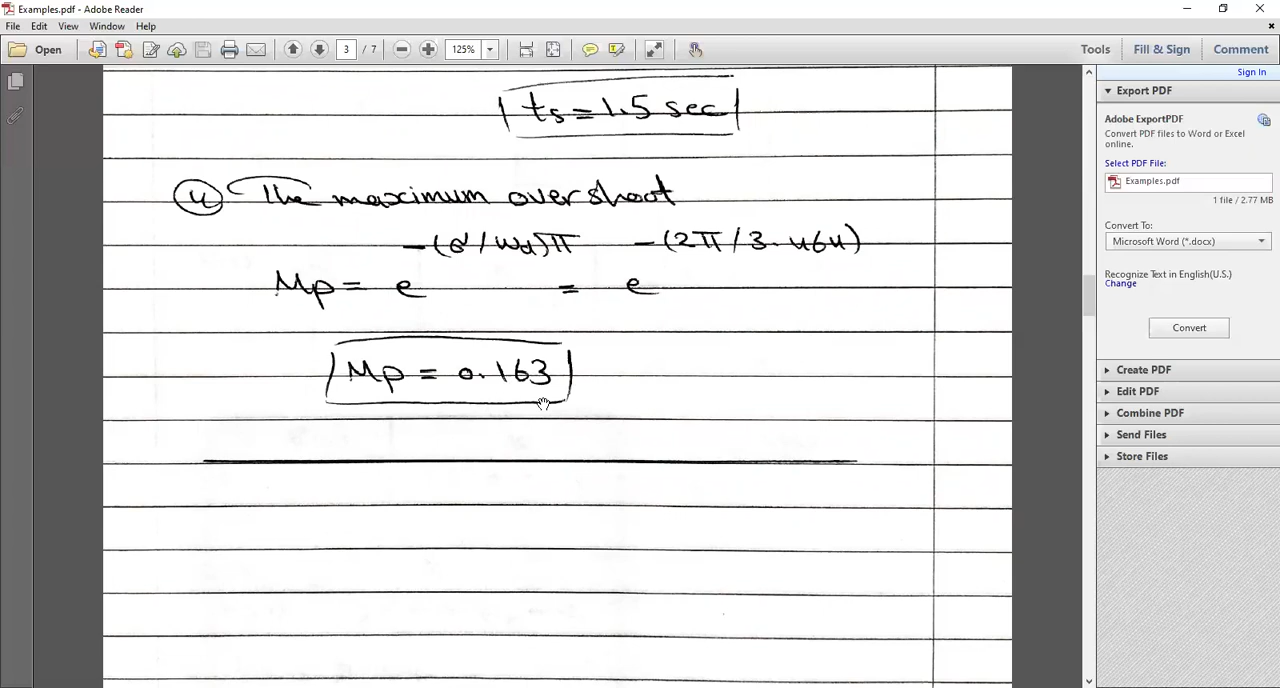 Examples.pdf - Adobe Reader
File Edit View Window Help
Open 3 / 7 125% Tools Fill & Sign Comment
Sign In
ts = 1.5 sec
④ The maximum overshoot
Mp = e^-(σ/ωd)π = e^-(2π/3.464)
Mp = 0.163
Export PDF
Adobe ExportPDF
Convert PDF files to Word or Excel
online.
Select PDF File:
Examples.pdf
1 file / 2.77 MB
Convert To:
Microsoft Word (*.docx)
Recognize Text in English(U.S.)
Change
Convert
Create PDF
Edit PDF
Combine PDF
Send Files
Store Files